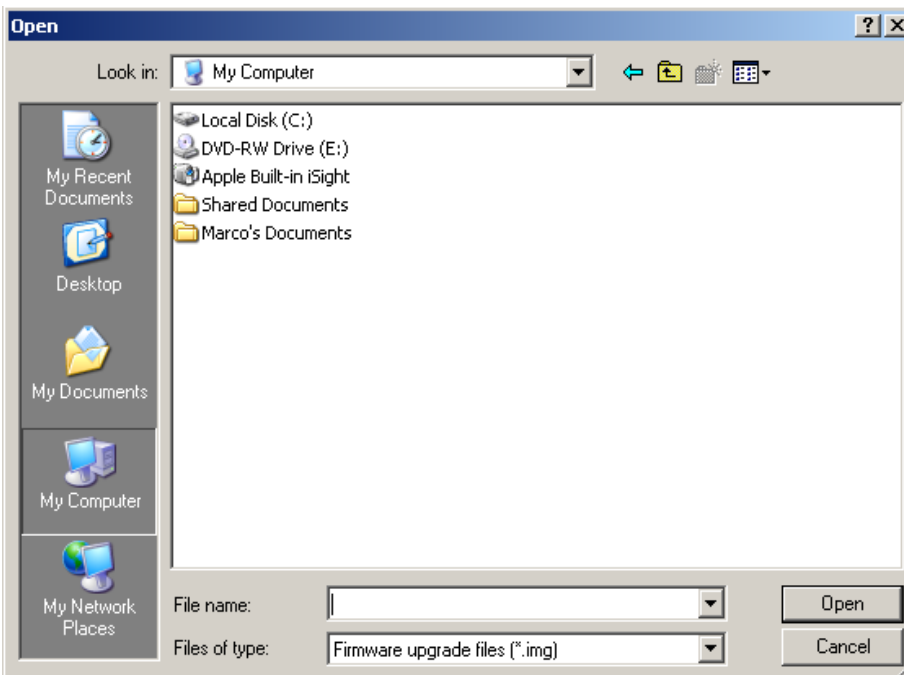 Open
Look in: My Computer
Local Disk (C:)
DVD-RW Drive (E:)
Apple Built-in iSight
Shared Documents
Marco's Documents
My Recent
Documents
Desktop
My Documents
My Computer
My Network
Places
File name:
Open
Files of type: Firmware upgrade files (*.img)
Cancel